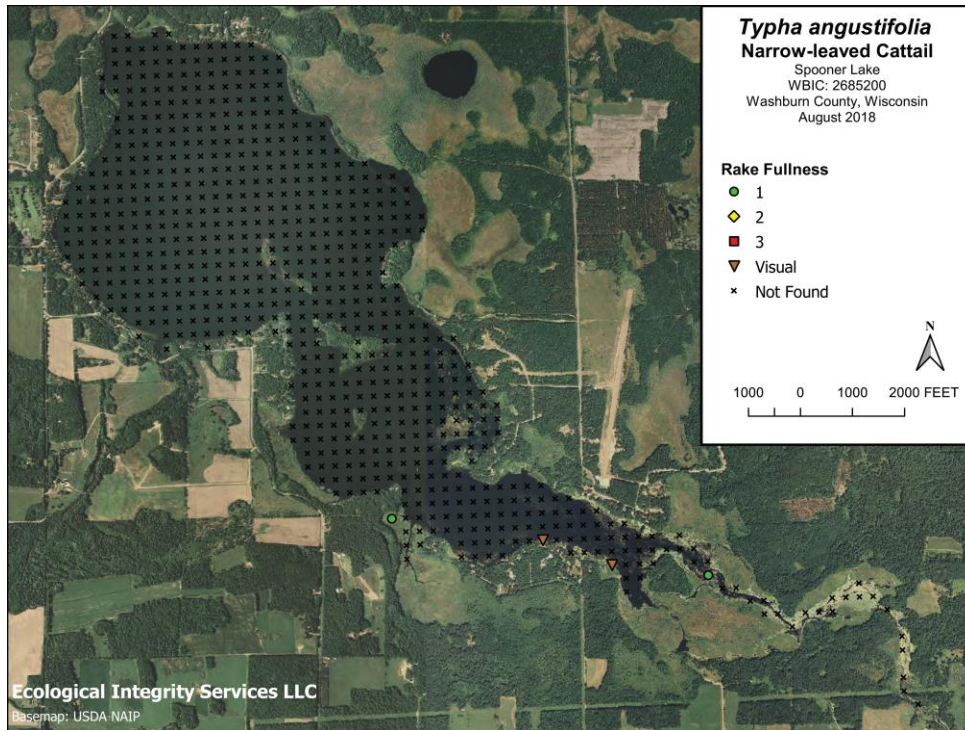 Typha angustifolia
Narrow-leaved Cattail
Spooner Lake
WBIC: 2685200
Washburn County, Wisconsin
August 2018
Rake Fullness
1
2
3
Visual
Not Found
N
1000 0 1000 2000 FEET
Ecological Integrity Services LLC
Basemap: USDA NAIP